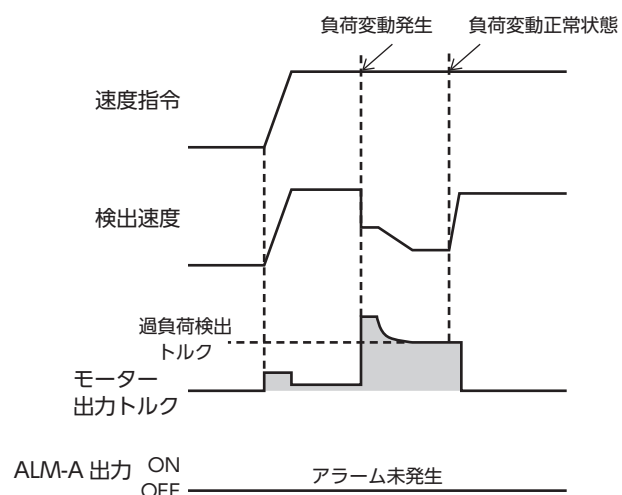 負荷変動発生
負荷変動正常状態
速度指令
検出速度
過負荷検出
トルク
モーター
出力トルク
ALM-A 出力
ON
OFF
アラーム未発生